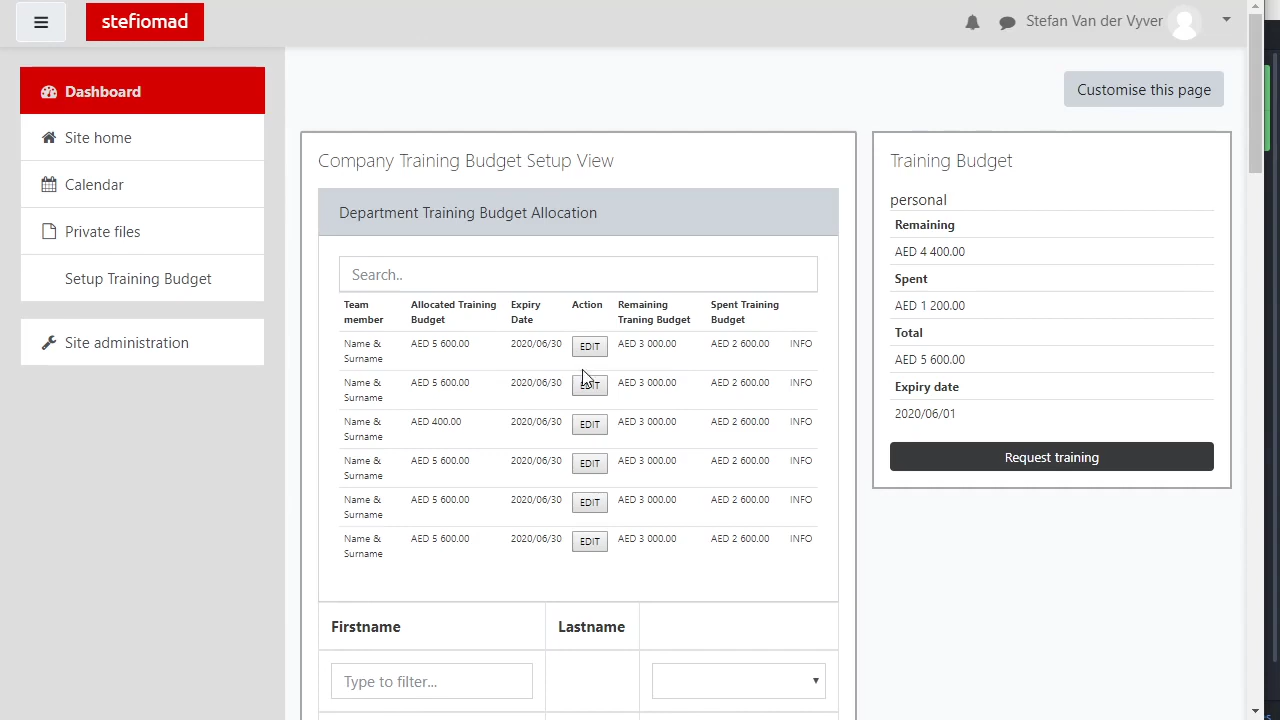 stefiomad
Stefan Van der Vyver
Dashboard
Site home
Calendar
Private files
Setup Training Budget
Site administration
Customise this page
Company Training Budget Setup View
Department Training Budget Allocation
Search..
Team member Allocated Training Budget Expiry Date Action Remaining Traning Budget Spent Training Budget
Name & Surname AED 5 600.00 2020/06/30 EDIT AED 3 000.00 AED 2 600.00 INFO
Name & Surname AED 5 600.00 2020/06/30 EDIT AED 3 000.00 AED 2 600.00 INFO
Name & Surname AED 400.00 2020/06/30 EDIT AED 3 000.00 AED 2 600.00 INFO
Name & Surname AED 5 600.00 2020/06/30 EDIT AED 3 000.00 AED 2 600.00 INFO
Name & Surname AED 5 600.00 2020/06/30 EDIT AED 3 000.00 AED 2 600.00 INFO
Name & Surname AED 5 600.00 2020/06/30 EDIT AED 3 000.00 AED 2 600.00 INFO
Firstname Lastname
Type to filter...
Training Budget
personal
Remaining
AED 4 400.00
Spent
AED 1 200.00
Total
AED 5 600.00
Expiry date
2020/06/01
Request training